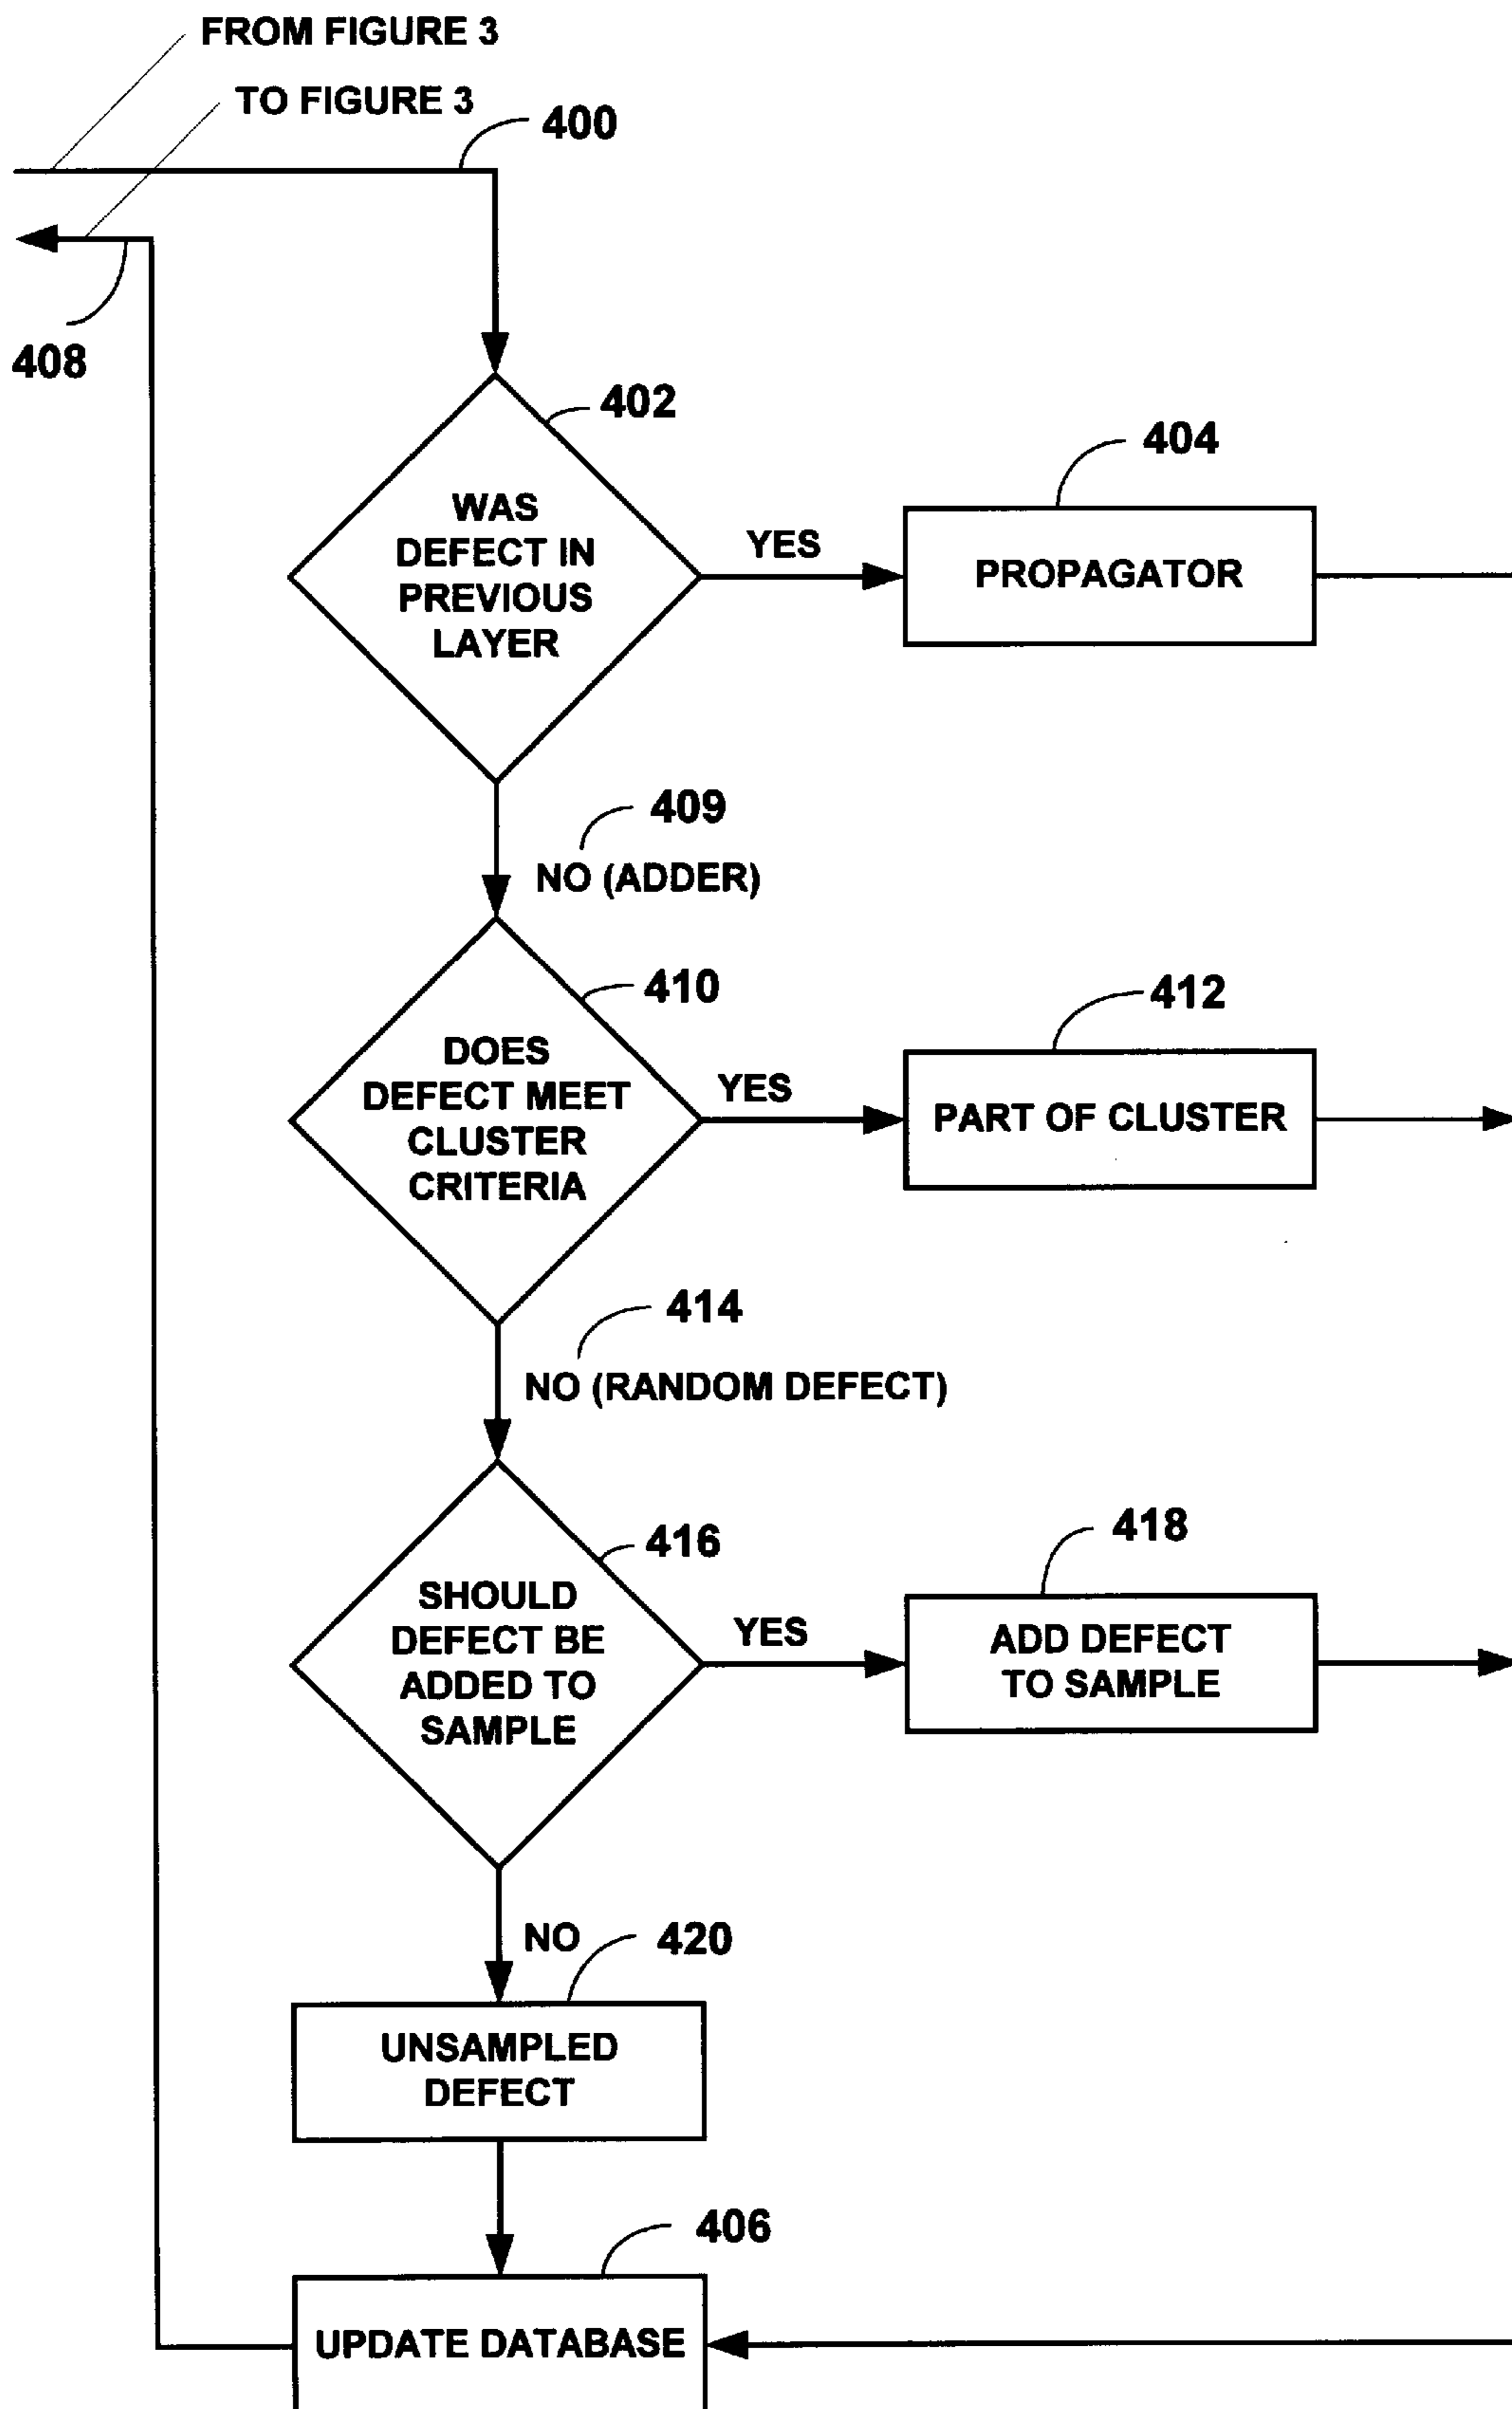 FROM FIGURE 3
TO FIGURE 3
400
408
402
WAS
DEFECT IN
PREVIOUS
LAYER
YES
404
PROPAGATOR
409
NO (ADDER)
410
DOES
DEFECT MEET
CLUSTER
CRITERIA
YES
412
PART OF CLUSTER
414
NO (RANDOM DEFECT)
416
SHOULD
DEFECT BE
ADDED TO
SAMPLE
YES
418
ADD DEFECT
TO SAMPLE
NO
420
UNSAMPLED
DEFECT
406
UPDATE DATABASE